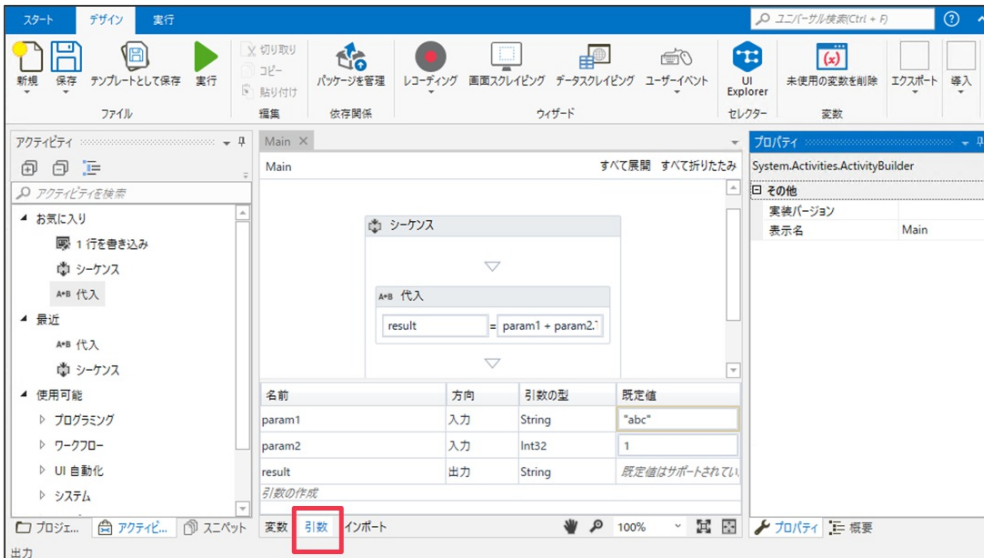 スタート デザイン 実行 ユニバーサル検索(Ctrl + F)
新規 保存 テンプレートとして保存 実行
切り取り
コピー
貼り付け
パッケージを管理 レコーディング 画面スクレイピング データスクレイピング ユーザーイベント UI Explorer 未使用の変数を削除 エクスポート 導入
ファイル 編集 依存関係 ウィザード セレクター 変数
アクティビティ
アクティビティを検索
お気に入り
1 行を書き込み
シーケンス
A*B 代入
最近
A*B 代入
シーケンス
使用可能
プログラミング
ワークフロー
UI 自動化
システム
プロジェ... アクティビ... スニペット
出力
Main
Main すべて展開 すべて折りたたみ
シーケンス
A*B 代入
result = param1 + param2.
名前 方向 引数の型 既定値
param1 入力 String "abc"
param2 入力 Int32 1
result 出力 String 既定値はサポートされてい
引数の作成
変数 引数 インポート 100%
プロパティ
System.Activities.ActivityBuilder
その他
実装バージョン
表示名 Main
プロパティ 概要